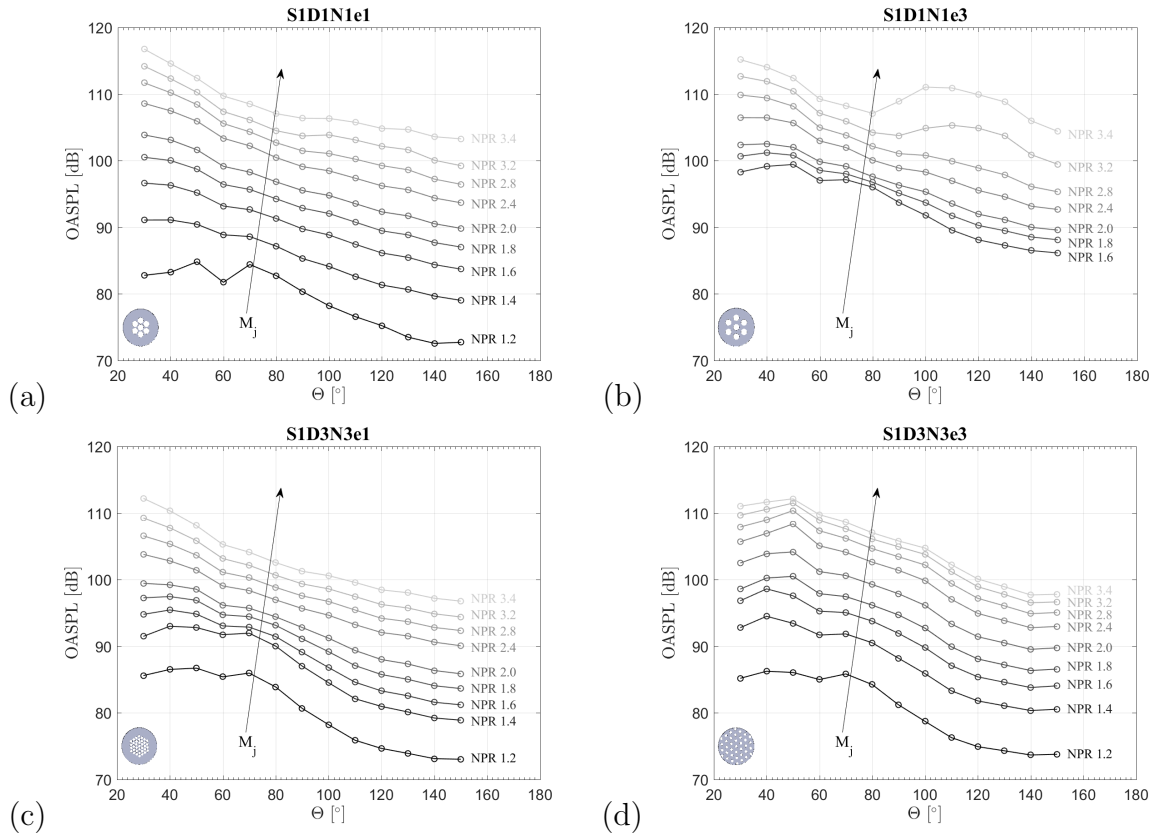 S1D1N1e1
120
110
100
90
80
70
OASPL [dB]
NPR 3.4
NPR 3.2
NPR 2.8
NPR 2.4
NPR 2.0
NPR 1.8
NPR 1.6
NPR 1.4
NPR 1.2
M_j
20 40 60 80 100 120 140 160 180
Θ [°]
(a)
S1D1N1e3
120
110
100
90
80
70
OASPL [dB]
NPR 3.4
NPR 3.2
NPR 2.8
NPR 2.4
NPR 2.0
NPR 1.8
NPR 1.6
M_j
20 40 60 80 100 120 140 160 180
Θ [°]
(b)
S1D3N3e1
120
110
100
90
80
70
OASPL [dB]
NPR 3.4
NPR 3.2
NPR 2.8
NPR 2.4
NPR 2.0
NPR 1.8
NPR 1.6
NPR 1.4
NPR 1.2
M_j
20 40 60 80 100 120 140 160 180
Θ [°]
(c)
S1D3N3e3
120
110
100
90
80
70
OASPL [dB]
NPR 3.4
NPR 3.2
NPR 2.8
NPR 2.4
NPR 2.0
NPR 1.8
NPR 1.6
NPR 1.4
NPR 1.2
M_j
20 40 60 80 100 120 140 160 180
Θ [°]
(d)